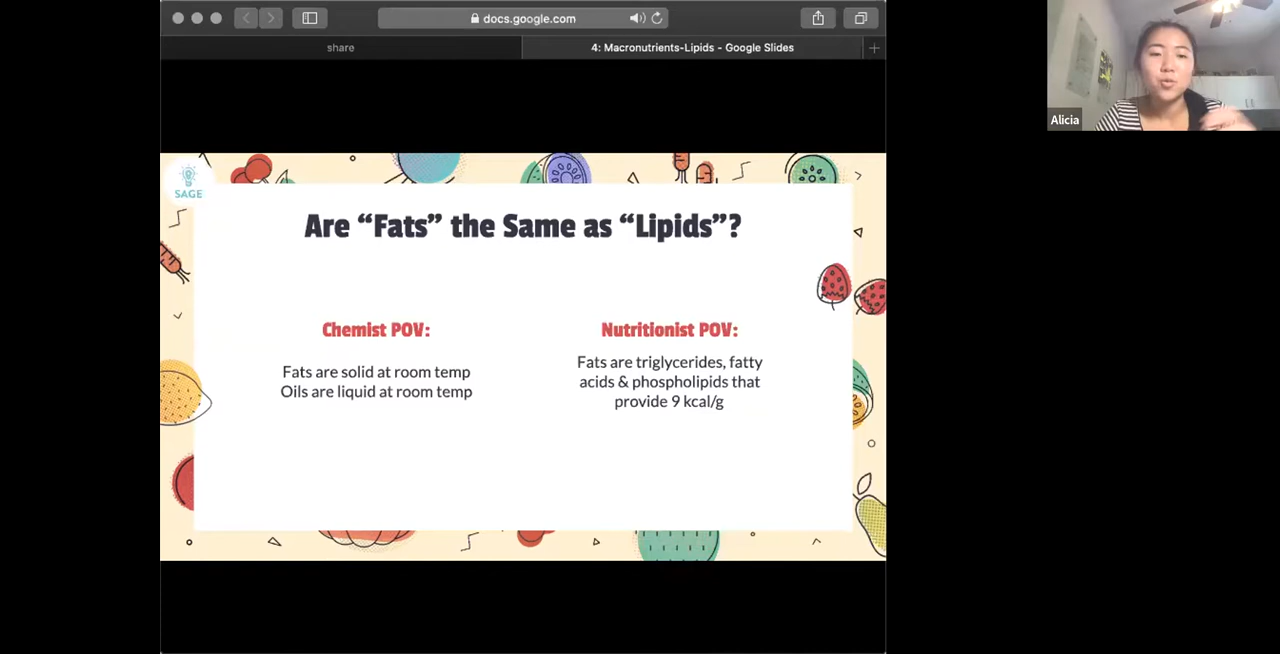 docs.google.com
share
4: Macronutrients-Lipids - Google Slides
Alicia
SAGE
Are “Fats” the Same as “Lipids”?
Chemist POV:
Fats are solid at room temp
Oils are liquid at room temp
Nutritionist POV:
Fats are triglycerides, fatty
acids & phospholipids that
provide 9 kcal/g